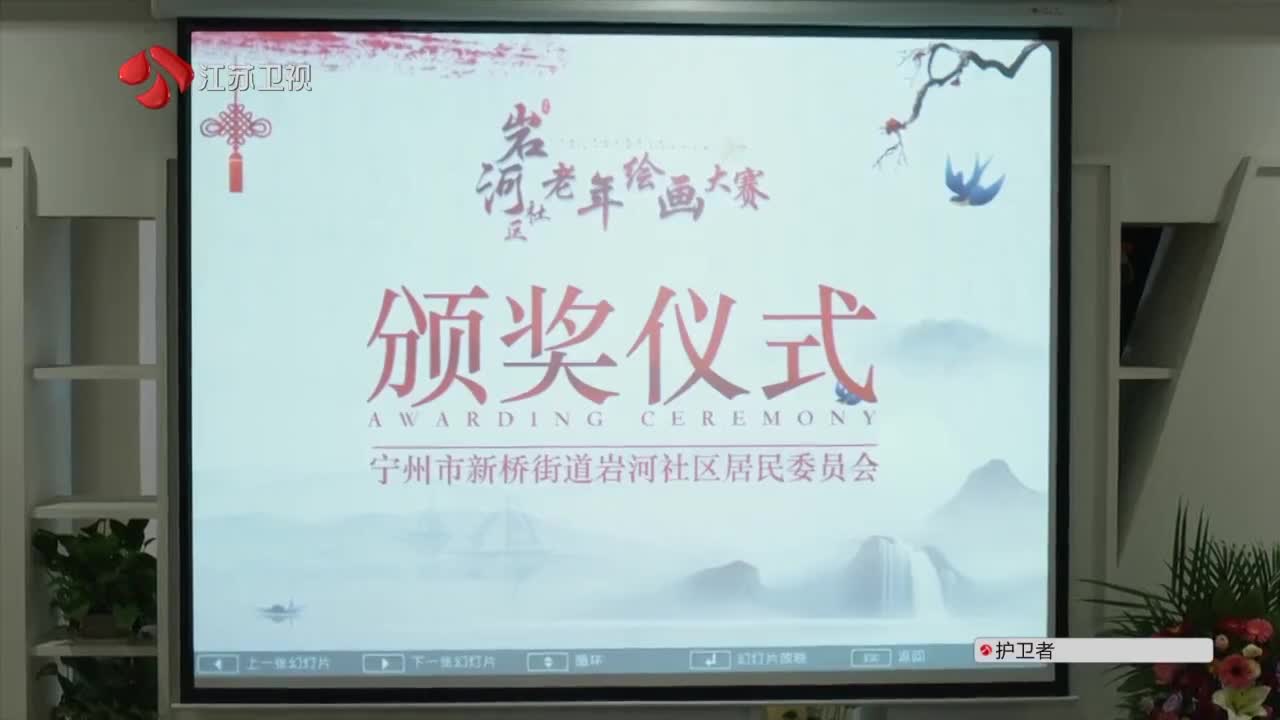 江苏卫视
岩河社区老年绘画大赛
颁奖仪式
AWARDING CEREMONY
宁州市新桥街道岩河社区居民委员会
上一张幻灯片
下一张幻灯片
循环
幻灯片放映
ESC
返回
护卫者